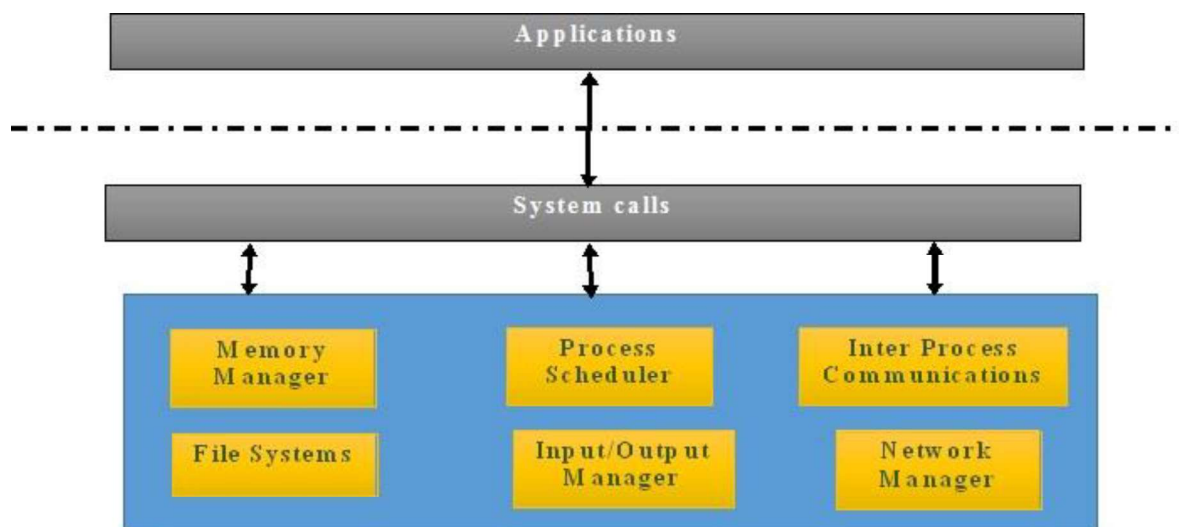 Applications
System calls
Memory
Manager
Process
Scheduler
Inter Process
Communications
File Systems
Input/Output
Manager
Network
Manager